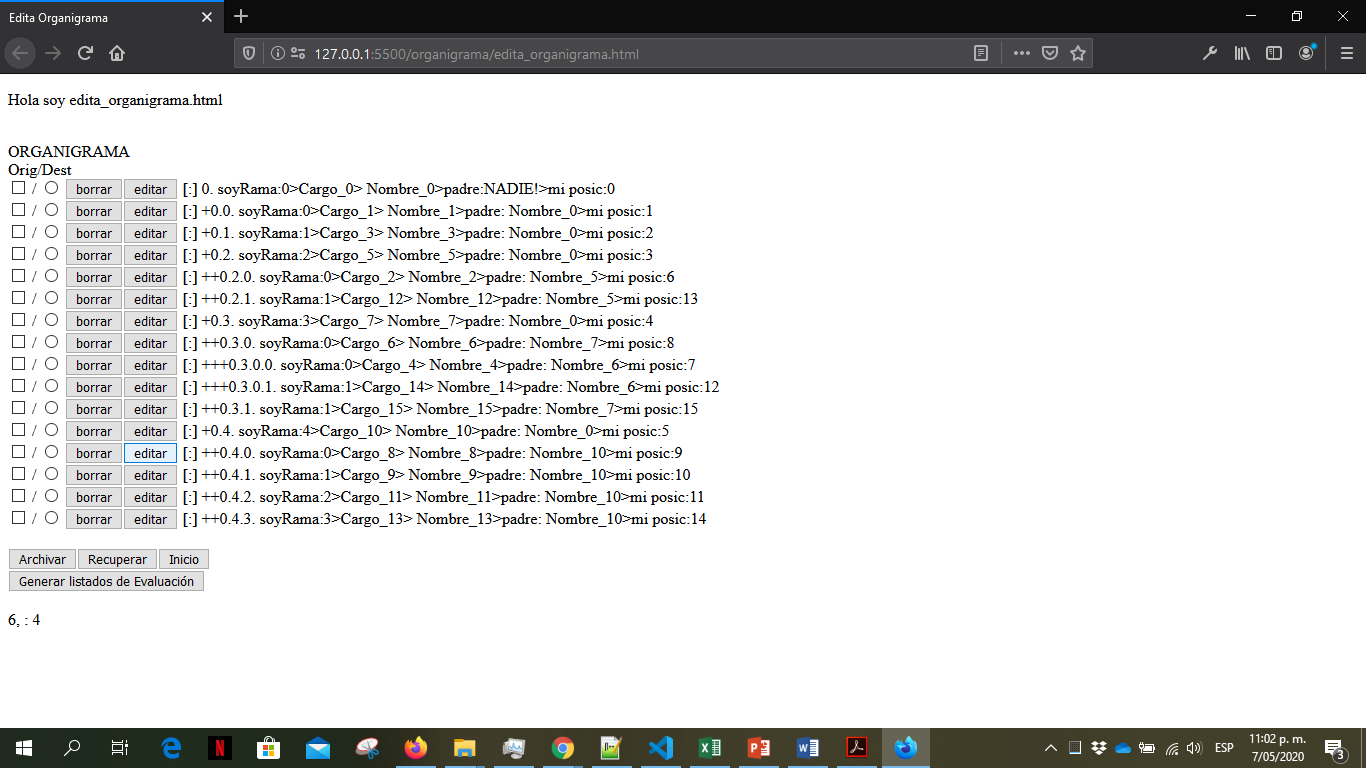 Edita Organigrama
127.0.0.1:5500/organigrama/edita_organigrama.html
Hola soy edita_organigrama.html
ORGANIGRAMA
Orig/Dest
/ borrar editar [:] 0. soyRama:0>Cargo_0> Nombre_0>padre:NADIE!>mi posic:0
/ borrar editar [:] +0.0. soyRama:0>Cargo_1> Nombre_1>padre: Nombre_0>mi posic:1
/ borrar editar [:] +0.1. soyRama:1>Cargo_3> Nombre_3>padre: Nombre_0>mi posic:2
/ borrar editar [:] +0.2. soyRama:2>Cargo_5> Nombre_5>padre: Nombre_0>mi posic:3
/ borrar editar [:] ++0.2.0. soyRama:0>Cargo_2> Nombre_2>padre: Nombre_5>mi posic:6
/ borrar editar [:] ++0.2.1. soyRama:1>Cargo_12> Nombre_12>padre: Nombre_5>mi posic:13
/ borrar editar [:] +0.3. soyRama:3>Cargo_7> Nombre_7>padre: Nombre_0>mi posic:4
/ borrar editar [:] ++0.3.0. soyRama:0>Cargo_6> Nombre_6>padre: Nombre_7>mi posic:8
/ borrar editar [:] +++0.3.0.0. soyRama:0>Cargo_4> Nombre_4>padre: Nombre_6>mi posic:7
/ borrar editar [:] +++0.3.0.1. soyRama:1>Cargo_14> Nombre_14>padre: Nombre_6>mi posic:12
/ borrar editar [:] ++0.3.1. soyRama:1>Cargo_15> Nombre_15>padre: Nombre_7>mi posic:15
/ borrar editar [:] +0.4. soyRama:4>Cargo_10> Nombre_10>padre: Nombre_0>mi posic:5
/ borrar editar [:] ++0.4.0. soyRama:0>Cargo_8> Nombre_8>padre: Nombre_10>mi posic:9
/ borrar editar [:] ++0.4.1. soyRama:1>Cargo_9> Nombre_9>padre: Nombre_10>mi posic:10
/ borrar editar [:] ++0.4.2. soyRama:2>Cargo_11> Nombre_11>padre: Nombre_10>mi posic:11
/ borrar editar [:] ++0.4.3. soyRama:3>Cargo_13> Nombre_13>padre: Nombre_10>mi posic:14
Archivar Recuperar Inicio
Generar listados de Evaluación
6, : 4
ESP
11:02 p. m.
7/05/2020
3